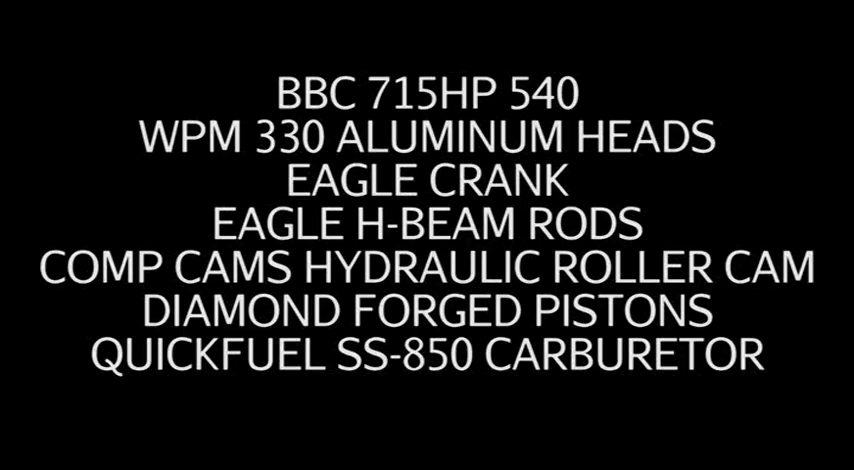 BBC 715HP 540
WPM 330 ALUMINUM HEADS
EAGLE CRANK
EAGLE H-BEAM RODS
COMP CAMS HYDRAULIC ROLLER CAM
DIAMOND FORGED PISTONS
QUICKFUEL SS-850 CARBURETOR